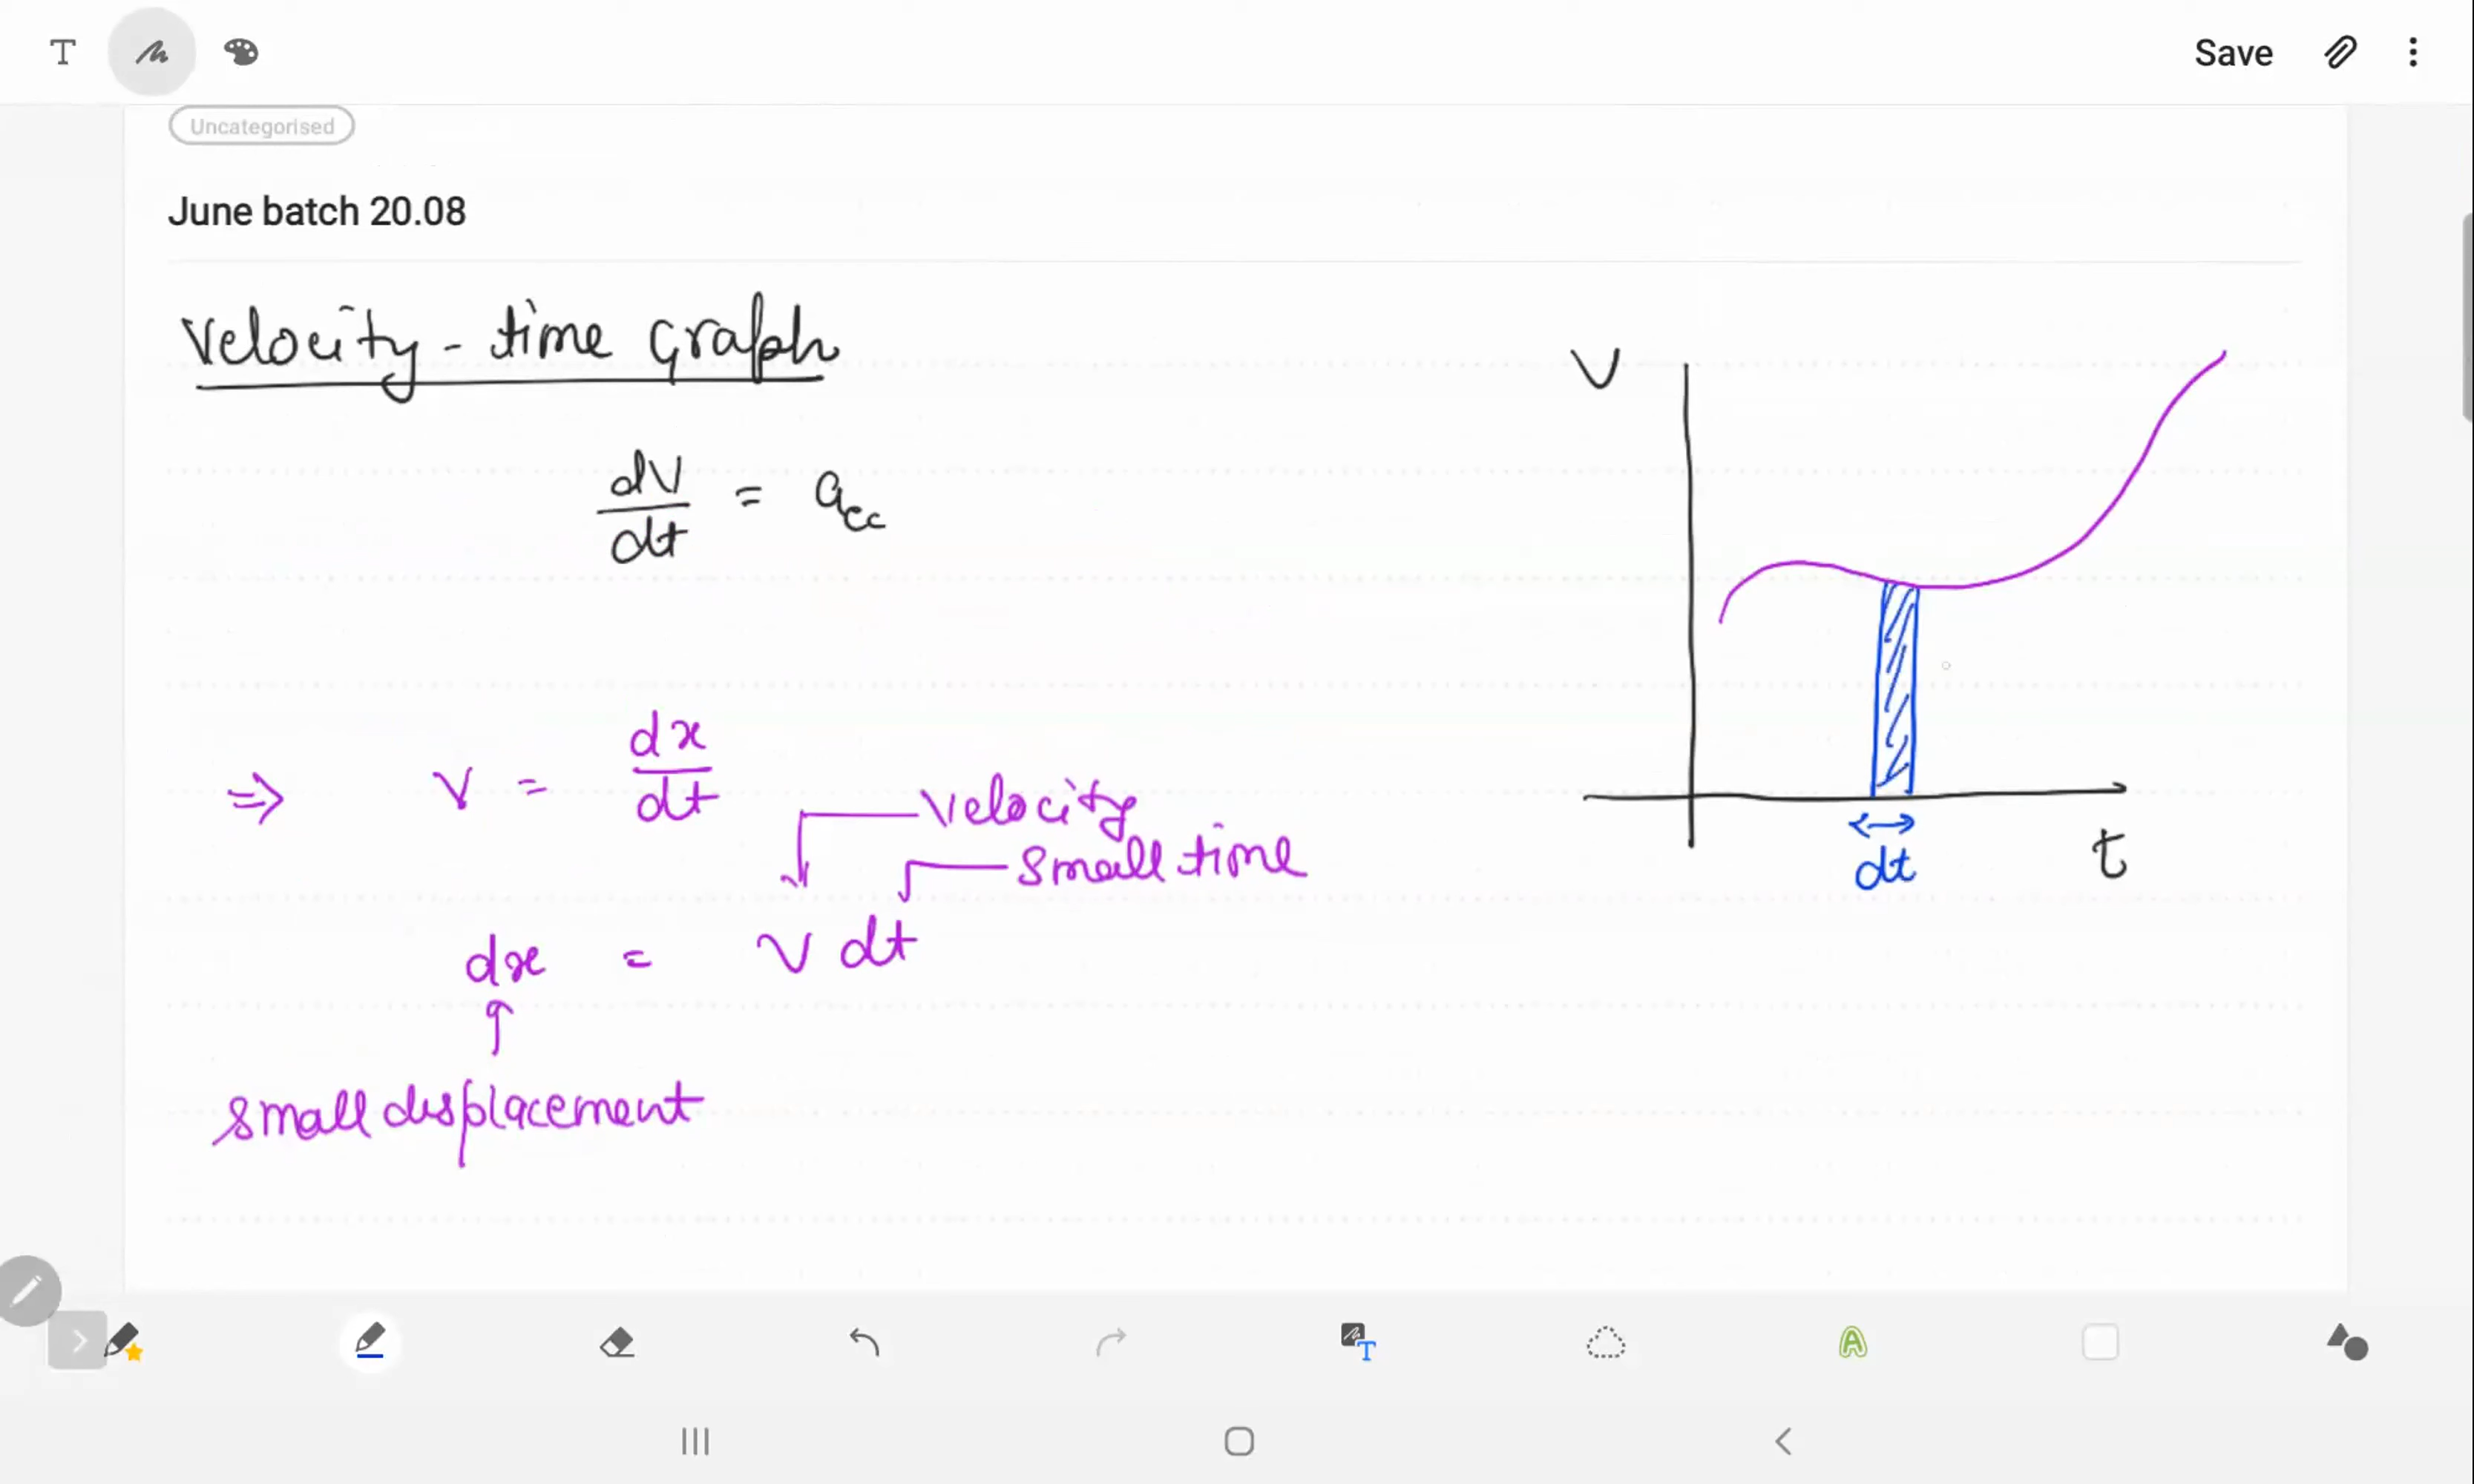 T
Save
Uncategorised
June batch 20.08
Velocity - time graph
dV/dt = acc
V
⇒ v = dx/dt
velocity
small time
dx = v dt
small displacement
dt
t
T
A